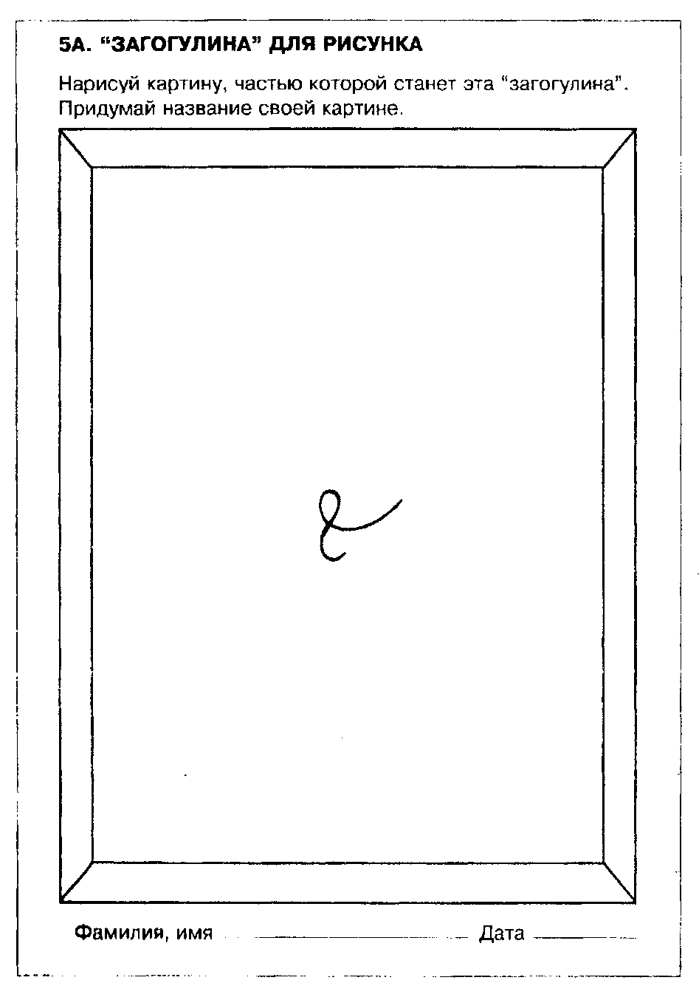 5А. “ЗАГОГУЛИНА” ДЛЯ РИСУНКА
Нарисуй картину, частью которой станет эта “загогулина”.
Придумай название своей картине.
Фамилия, имя Дата